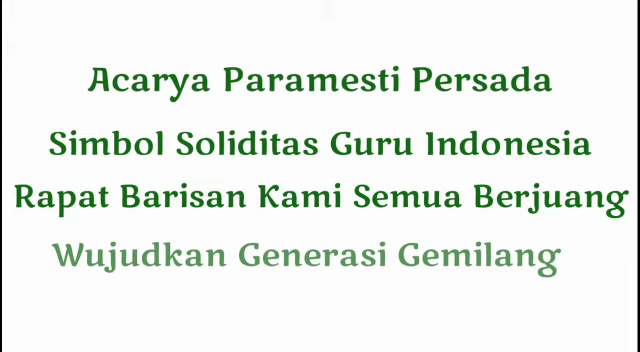 Acarya Paramesti Persada
Simbol Soliditas Guru Indonesia
Rapat Barisan Kami Semua Berjuang
Wujudkan Generasi Gemilang